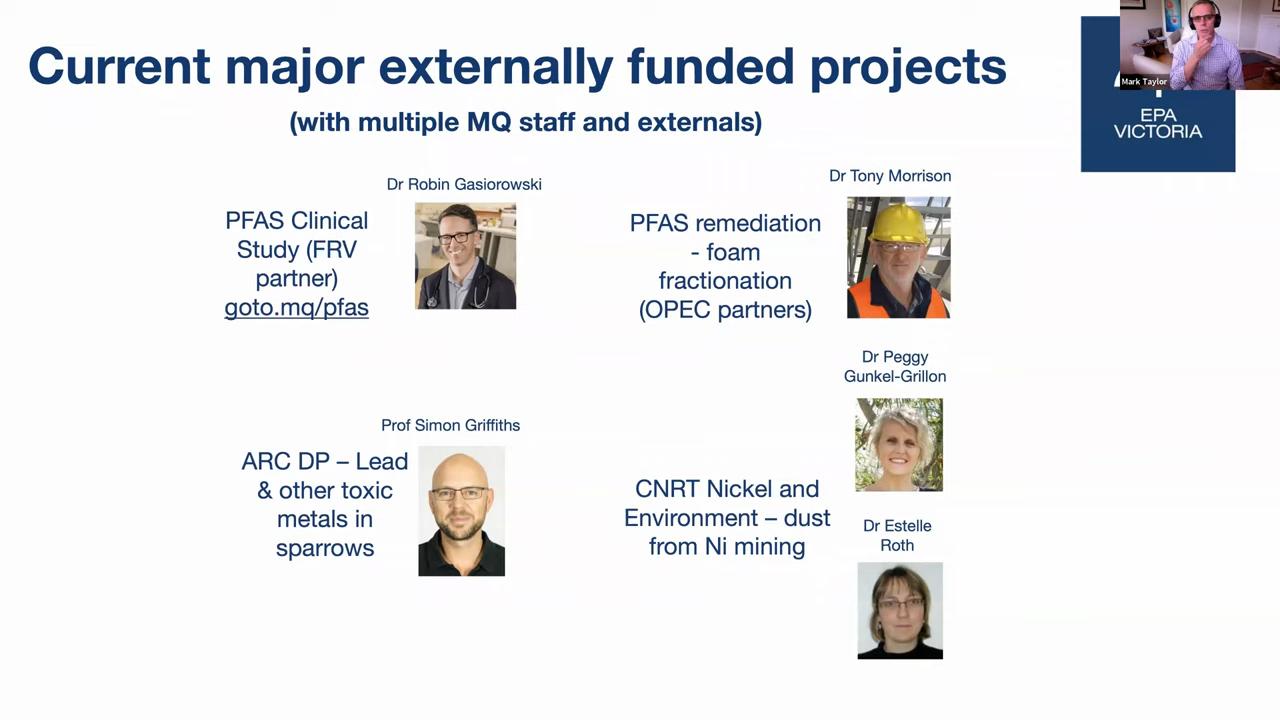 Current major externally funded projects
(with multiple MQ staff and externals)
Mark Taylor
EPA
VICTORIA
Dr Robin Gasiorowski
PFAS Clinical
Study (FRV
partner)
goto.mq/pfas
Dr Tony Morrison
PFAS remediation
- foam
fractionation
(OPEC partners)
Prof Simon Griffiths
ARC DP – Lead
& other toxic
metals in
sparrows
Dr Peggy
Gunkel-Grillon
CNRT Nickel and
Environment – dust
from Ni mining
Dr Estelle
Roth